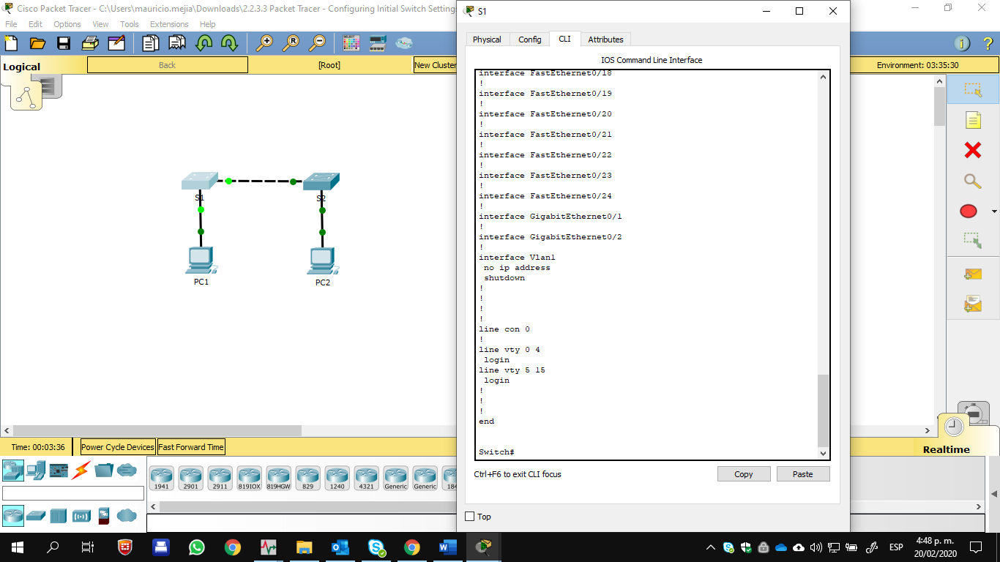 Cisco Packet Tracer - C:\Users\mauricio.mejia\Downloads\2.2.3.3 Packet Tracer - Configuring Initial Switch Settings
File Edit Options View Tools Extensions Help
Logical
Back
[Root]
New Cluster
Environment: 03:35:30
S1
S2
PC1
PC2
S1
Physical Config CLI Attributes
IOS Command Line Interface
interface FastEthernet0/18
!
interface FastEthernet0/19
!
interface FastEthernet0/20
!
interface FastEthernet0/21
!
interface FastEthernet0/22
!
interface FastEthernet0/23
!
interface FastEthernet0/24
!
interface GigabitEthernet0/1
!
interface GigabitEthernet0/2
!
interface Vlan1
no ip address
shutdown
!
!
!
!
line con 0
!
line vty 0 4
login
line vty 5 15
login
!
!
!
end
Switch#
Ctrl+F6 to exit CLI focus
Copy
Paste
Top
Time: 00:03:36
Power Cycle Devices
Fast Forward Time
Realtime
1941 2901 2911 819IOX 819HGW 829 1240 4321 Generic Generic 184
ESP
4:48 p. m.
20/02/2020